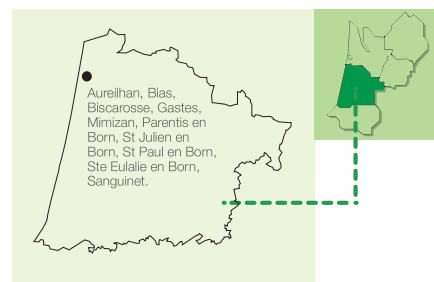 Aureilhan, Bias,
Biscarosse, Gastes,
Mimizan, Parentis en
Born, St Julien en
Born, St Paul en Born,
Ste Eulalie en Born,
Sanguinet.